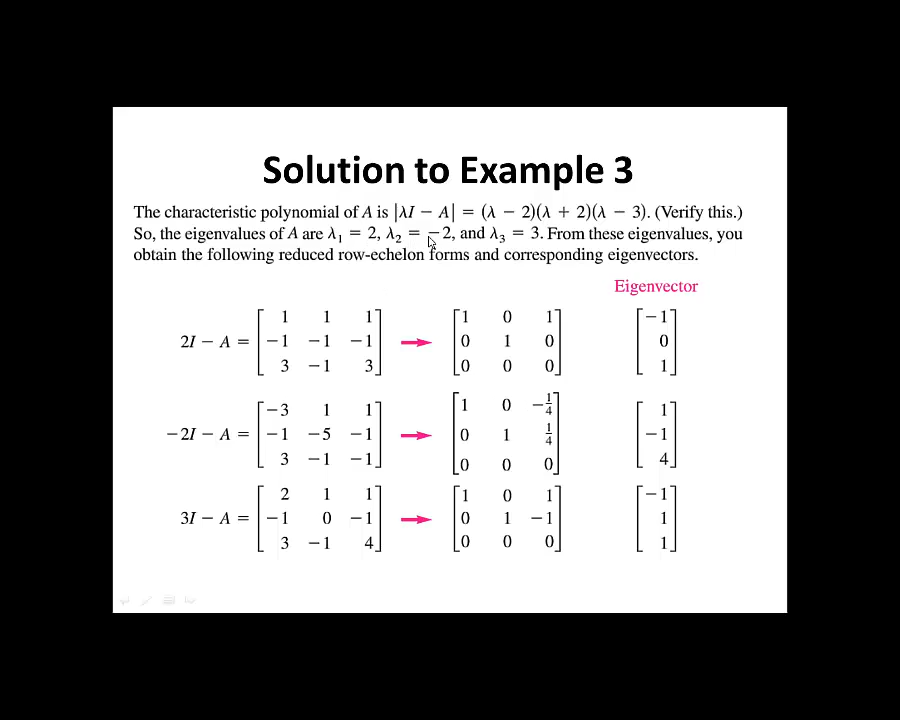 Solution to Example 3
The characteristic polynomial of A is |λI − A| = (λ − 2)(λ + 2)(λ − 3). (Verify this.)
So, the eigenvalues of A are λ₁ = 2, λ₂ = −2, and λ₃ = 3. From these eigenvalues, you
obtain the following reduced row-echelon forms and corresponding eigenvectors.
Eigenvector
1 1 1 1 0 1 −1
2I − A = −1 −1 −1 0 1 0 0
3 −1 3 0 0 0 1
−3 1 1 1 0 −1/4 1
−2I − A = −1 −5 −1 0 1 1/4 −1
3 −1 −1 0 0 0 4
2 1 1 1 0 1 −1
3I − A = −1 0 −1 0 1 −1 1
3 −1 4 0 0 0 1